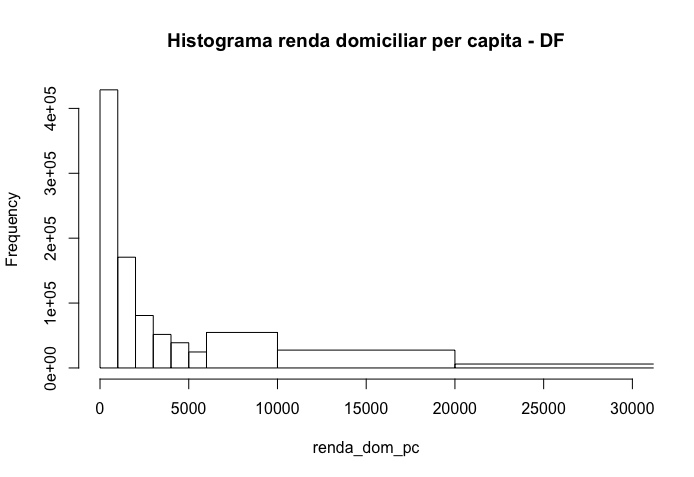 Histograma renda domiciliar per capita - DF
Frequency
4e+05
3e+05
2e+05
1e+05
0e+00
0 5000 10000 15000 20000 25000 30000
renda_dom_pc